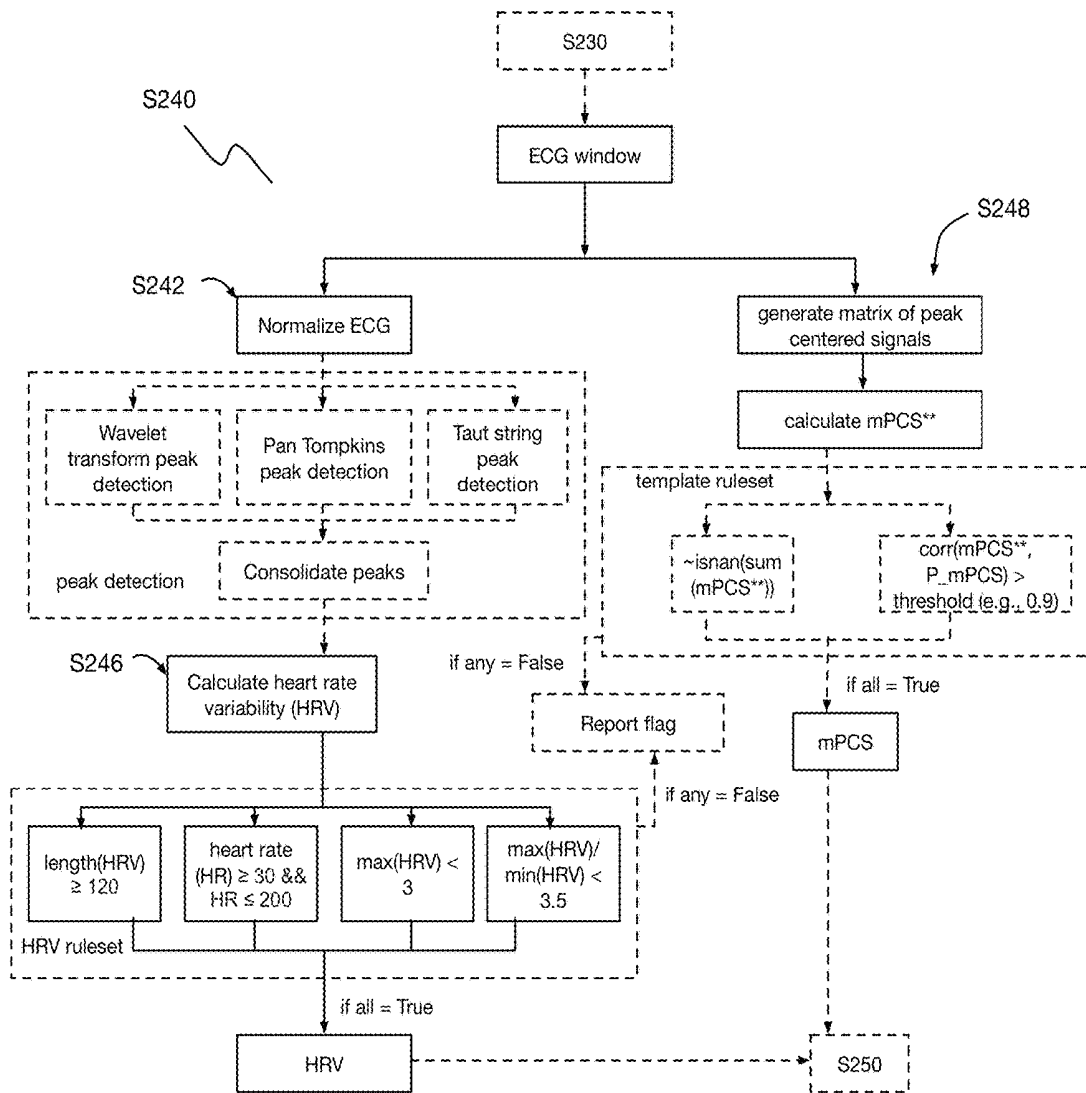 S230
S240
ECG window
S248
S242
Normalize ECG
generate matrix of peak
centered signals
calculate mPCS**
Wavelet
transform peak
detection
Pan Tompkins
peak detection
Taut string
peak
detection
template ruleset
~isnan(sum
(mPCS**))
corr(mPCS**,
P_mPCS) >
threshold (e.g., 0.9)
peak detection
Consolidate peaks
S246
Calculate heart rate
variability (HRV)
if any = False
if all = True
Report flag
mPCS
if any = False
length(HRV)
≥ 120
heart rate
(HR) ≥ 30 &&
HR ≤ 200
max(HRV) <
3
max(HRV)/
min(HRV) <
3.5
HRV ruleset
if all = True
HRV
S250